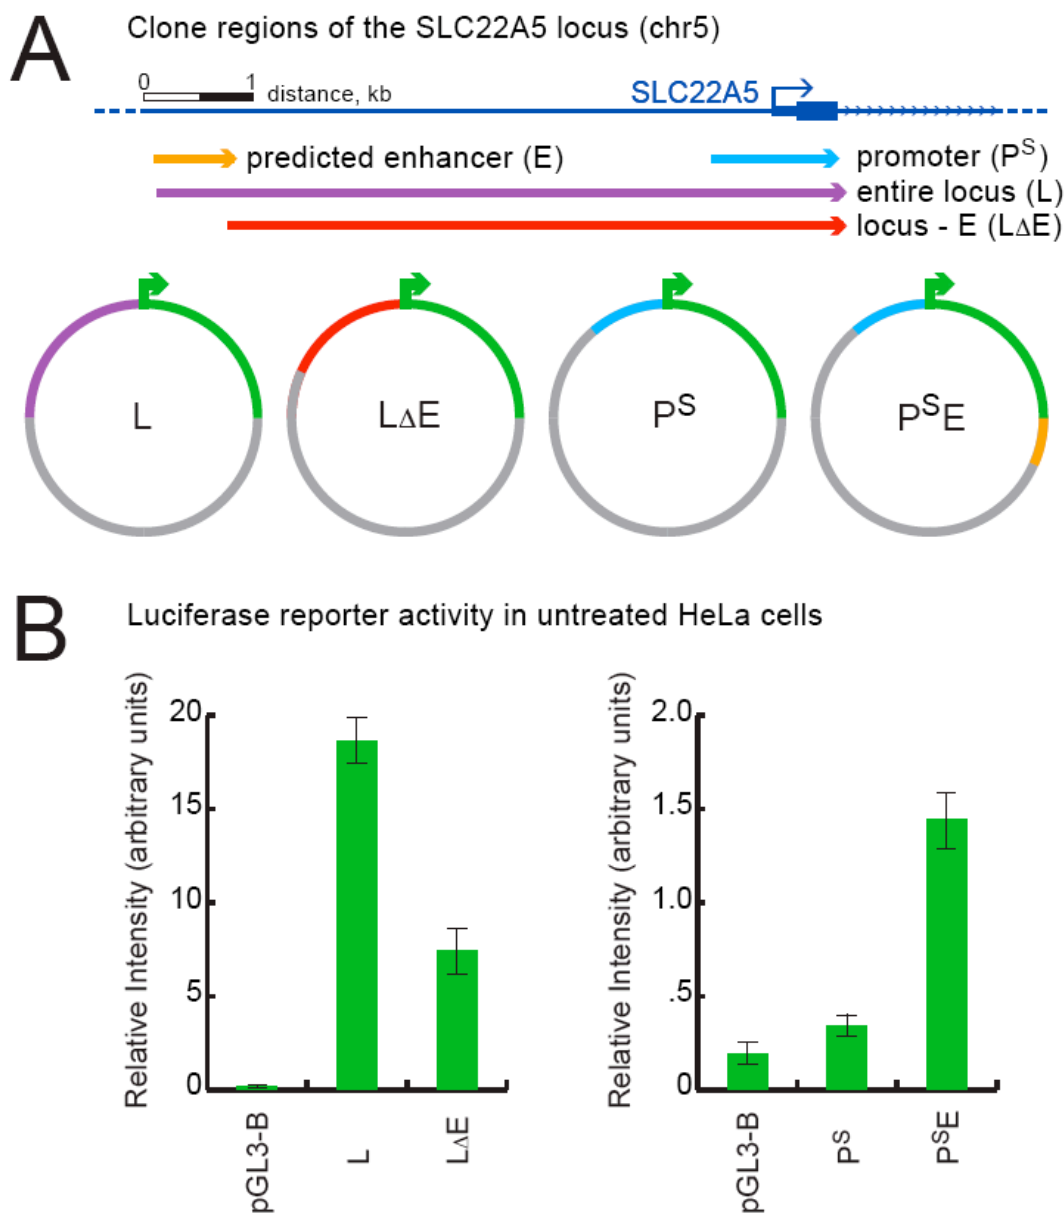 A
Clone regions of the SLC22A5 locus (chr5)
0 1
distance, kb
SLC22A5
predicted enhancer (E)
promoter (Pˢ)
entire locus (L)
locus - E (LΔE)
L
LΔE
Pˢ
PˢE
B
Luciferase reporter activity in untreated HeLa cells
Relative Intensity (arbitrary units)
20
15
10
5
0
pGL3-B
L
LΔE
Relative Intensity (arbitrary units)
2.0
1.5
1.0
.5
0
pGL3-B
Pˢ
PˢE